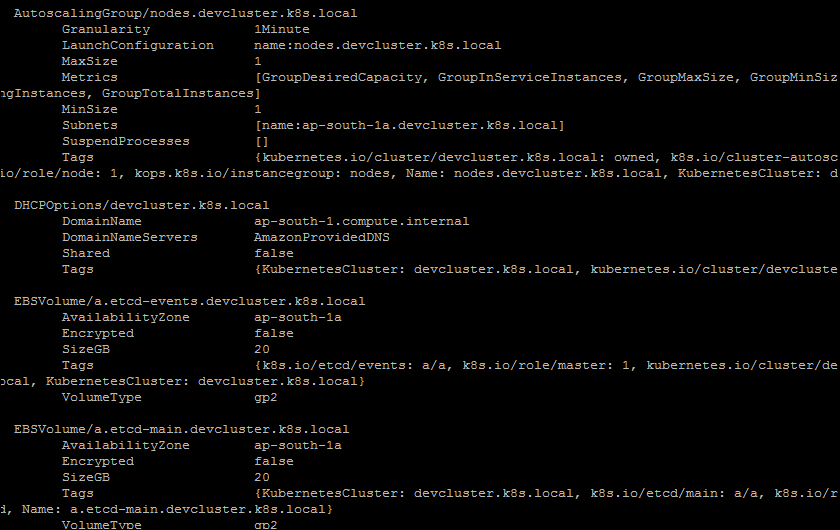 AutoscalingGroup/nodes.devcluster.k8s.local
Granularity 1Minute
LaunchConfiguration name:nodes.devcluster.k8s.local
MaxSize 1
Metrics [GroupDesiredCapacity, GroupInServiceInstances, GroupMaxSize, GroupMinSiz
ngInstances, GroupTotalInstances]
MinSize 1
Subnets [name:ap-south-1a.devcluster.k8s.local]
SuspendProcesses []
Tags {kubernetes.io/cluster/devcluster.k8s.local: owned, k8s.io/cluster-autosc
io/role/node: 1, kops.k8s.io/instancegroup: nodes, Name: nodes.devcluster.k8s.local, KubernetesCluster: d
DHCPOptions/devcluster.k8s.local
DomainName ap-south-1.compute.internal
DomainNameServers AmazonProvidedDNS
Shared false
Tags {KubernetesCluster: devcluster.k8s.local, kubernetes.io/cluster/devcluste
EBSVolume/a.etcd-events.devcluster.k8s.local
AvailabilityZone ap-south-1a
Encrypted false
SizeGB 20
Tags {k8s.io/etcd/events: a/a, k8s.io/role/master: 1, kubernetes.io/cluster/de
ocal, KubernetesCluster: devcluster.k8s.local}
VolumeType gp2
EBSVolume/a.etcd-main.devcluster.k8s.local
AvailabilityZone ap-south-1a
Encrypted false
SizeGB 20
Tags {KubernetesCluster: devcluster.k8s.local, k8s.io/etcd/main: a/a, k8s.io/r
d, Name: a.etcd-main.devcluster.k8s.local}
VolumeType gp2